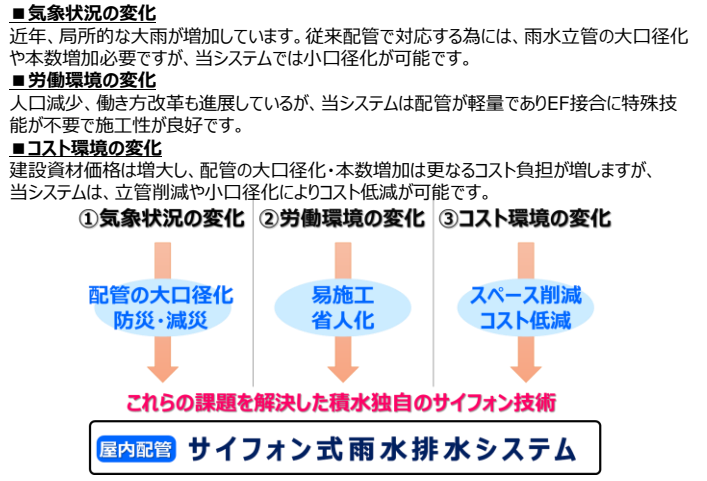 ■気象状況の変化
近年、局所的な大雨が増加しています。従来配管で対応する為には、雨水立管の大口径化
や本数増加必要ですが、当システムでは小口径化が可能です。
■労働環境の変化
人口減少、働き方改革も進展しているが、当システムは配管が軽量でありEF接合に特殊技
能が不要で施工性が良好です。
■コスト環境の変化
建設資材価格は増大し、配管の大口径化・本数増加は更なるコスト負担が増しますが、
当システムは、立管削減や小口径化によりコスト低減が可能です。
①気象状況の変化 ②労働環境の変化 ③コスト環境の変化
配管の大口径化 易施工 スペース削減
防災・減災 省人化 コスト低減
これらの課題を解決した積水独自のサイフォン技術
屋内配管 サイフォン式雨水排水システム